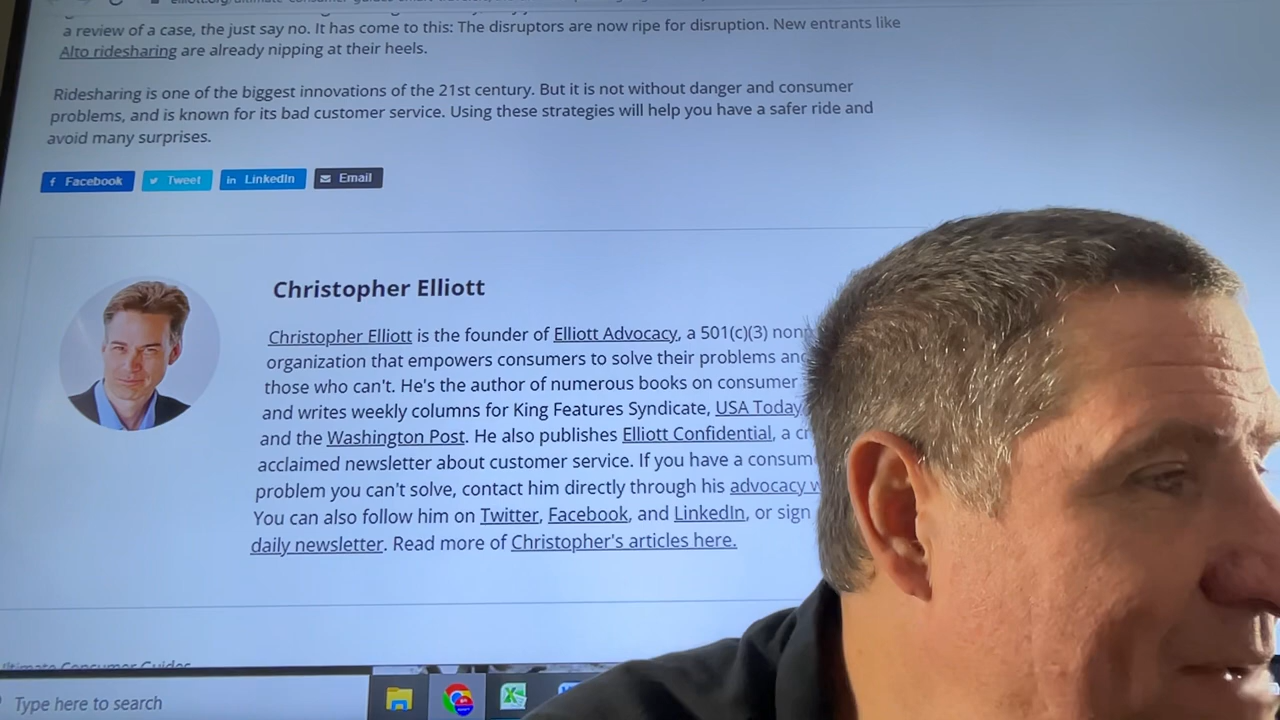 a review of a case, the just say no. It has come to this: The disruptors are now ripe for disruption. New entrants like
Alto ridesharing are already nipping at their heels.
Ridesharing is one of the biggest innovations of the 21st century. But it is not without danger and consumer
problems, and is known for its bad customer service. Using these strategies will help you have a safer ride and
avoid many surprises.
Facebook Tweet LinkedIn Email
Christopher Elliott
Christopher Elliott is the founder of Elliott Advocacy, a 501(c)(3)
organization that empowers consumers to solve their problems
those who can't. He's the author of numerous books on consumer
and writes weekly columns for King Features Syndicate, USA Today
and the Washington Post. He also publishes Elliott Confidential, a
acclaimed newsletter about customer service. If you have a
problem you can't solve, contact him directly through his advocacy
You can also follow him on Twitter, Facebook, and LinkedIn, or sign
daily newsletter. Read more of Christopher's articles here.
Ultimate Consumer Guides
Type here to search